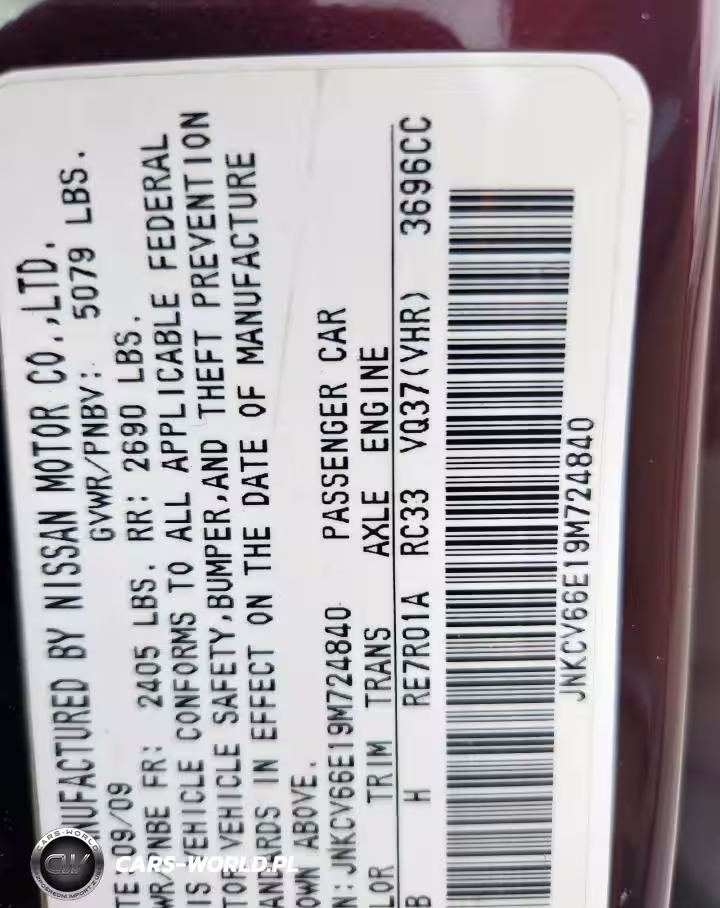 NUFACTURED BY NISSAN MOTOR CO.,LTD.
TE 09/09 GVWR/PNBV: 5079 LBS.
WR/PNBE FR: 2405 LBS. RR: 2690 LBS.
IS VEHICLE CONFORMS TO ALL APPLICABLE FEDERAL
TOR VEHICLE SAFETY,BUMPER,AND THEFT PREVENTION
ANDARDS IN EFFECT ON THE DATE OF MANUFACTURE
OWN ABOVE.
N: JNKCV66E19M724840 PASSENGER CAR
LOR TRIM TRANS AXLE ENGINE
B H RE7R01A RC33 VQ37(VHR) 3696CC
JNKCV66E19M724840
CARS-WORLD
CW
CARS-WORLD.PL